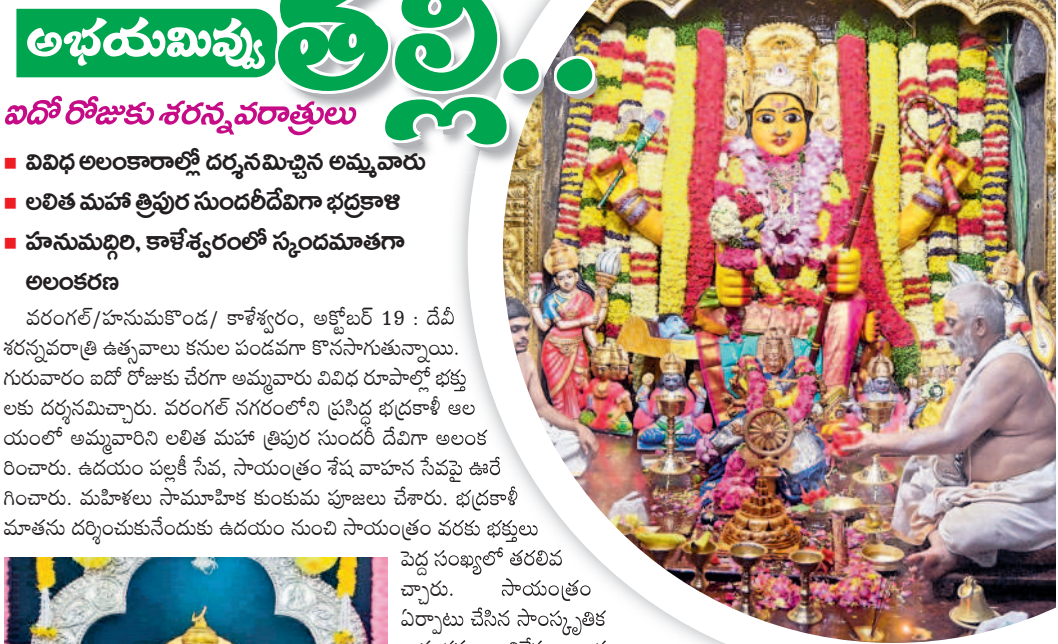 అభయమివ్వు తల్లీ..
ఐదో రోజుకు శరన్నవరాత్రులు
వివిధ అలంకారాల్లో దర్శనమిచ్చిన అమ్మవారు
లలిత మహా త్రిపుర సుందరీదేవిగా భద్రకాళి
హనుమద్గిరి, కాళేశ్వరంలో స్కందమాతగా
అలంకరణ
వరంగల్/హనుమకొండ/ కాళేశ్వరం, అక్టోబర్ 19 : దేవీ
శరన్నవరాత్రి ఉత్సవాలు కనుల పండవగా కొనసాగుతున్నాయి.
గురువారం ఐదో రోజుకు చేరగా అమ్మవారు వివిధ రూపాల్లో భక్తు
లకు దర్శనమిచ్చారు. వరంగల్ నగరంలోని ప్రసిద్ధ భద్రకాళీ ఆల
యంలో అమ్మవారిని లలిత మహా త్రిపుర సుందరీ దేవిగా అలంక
రించారు. ఉదయం పల్లకీ సేవ, సాయంత్రం శేష వాహన సేవపై ఊరే
గించారు. మహిళలు సామూహిక కుంకుమ పూజలు చేశారు. భద్రకాళీ
మాతను దర్శించుకునేందుకు ఉదయం నుంచి సాయంత్రం వరకు భక్తులు
పెద్ద సంఖ్యలో తరలివ
చ్చారు. సాయంత్రం
ఏర్పాటు చేసిన సాంస్కృతిక